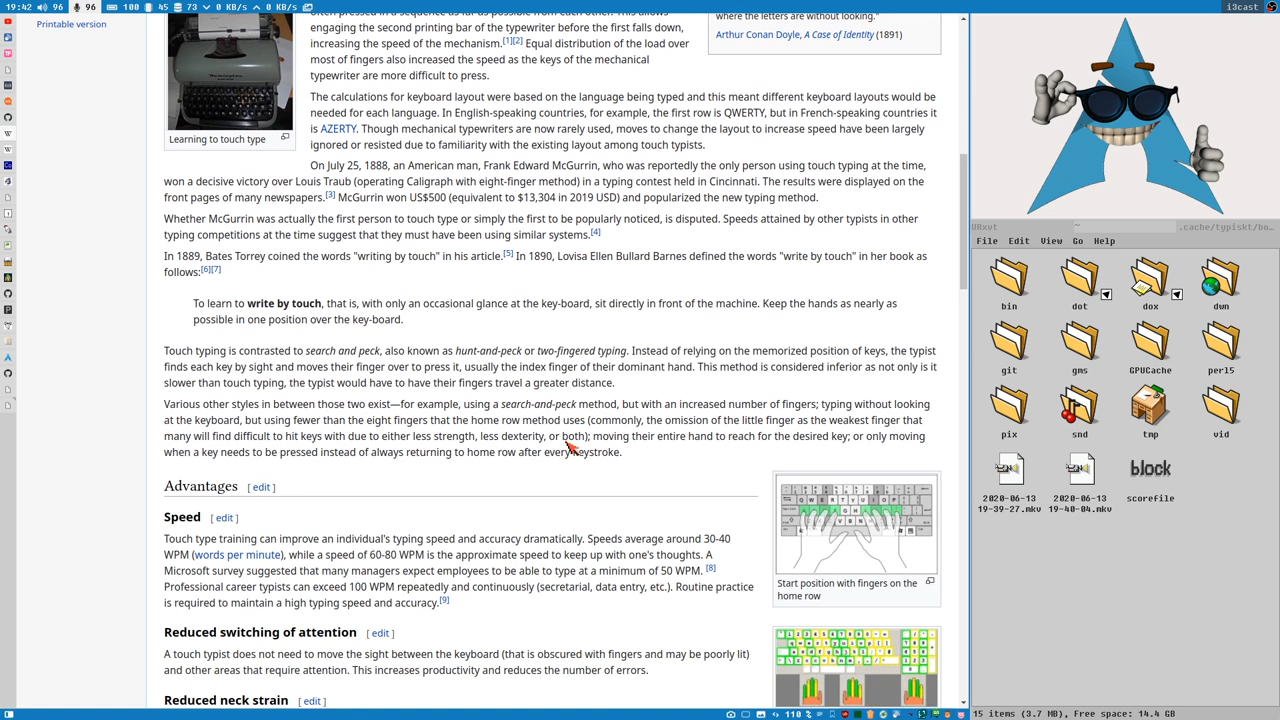 19:42 96 96 100 45 73 0 KB/s 0 KB/s i3cast
Printable version
often pressed in a sequence as far as possible from each other. This allows
engaging the second printing bar of the typewriter before the first falls down,
increasing the speed of the mechanism.[1][2] Equal distribution of the load over
most of fingers also increased the speed as the keys of the mechanical
typewriter are more difficult to press.
where the letters are without looking."
Arthur Conan Doyle, A Case of Identity (1891)
Learning to touch type
The calculations for keyboard layout were based on the language being typed and this meant different keyboard layouts would be
needed for each language. In English-speaking countries, for example, the first row is QWERTY, but in French-speaking countries it
is AZERTY. Though mechanical typewriters are now rarely used, moves to change the layout to increase speed have been largely
ignored or resisted due to familiarity with the existing layout among touch typists.
On July 25, 1888, an American man, Frank Edward McGurrin, who was reportedly the only person using touch typing at the time,
won a decisive victory over Louis Traub (operating Caligraph with eight-finger method) in a typing contest held in Cincinnati. The results were displayed on the
front pages of many newspapers.[3] McGurrin won US$500 (equivalent to $13,304 in 2019 USD) and popularized the new typing method.
Whether McGurrin was actually the first person to touch type or simply the first to be popularly noticed, is disputed. Speeds attained by other typists in other
typing competitions at the time suggest that they must have been using similar systems.[4]
In 1889, Bates Torrey coined the words "writing by touch" in his article.[5] In 1890, Lovisa Ellen Bullard Barnes defined the words "write by touch" in her book as
follows:[6][7]
To learn to write by touch, that is, with only an occasional glance at the key-board, sit directly in front of the machine. Keep the hands as nearly as
possible in one position over the key-board.
Touch typing is contrasted to search and peck, also known as hunt-and-peck or two-fingered typing. Instead of relying on the memorized position of keys, the typist
finds each key by sight and moves their finger over to press it, usually the index finger of their dominant hand. This method is considered inferior as not only is it
slower than touch typing, the typist would have to have their fingers travel a greater distance.
Various other styles in between those two exist—for example, using a search-and-peck method, but with an increased number of fingers; typing without looking
at the keyboard, but using fewer than the eight fingers that the home row method uses (commonly, the omission of the little finger as the weakest finger that
many will find difficult to hit keys with due to either less strength, less dexterity, or both); moving their entire hand to reach for the desired key; or only moving
when a key needs to be pressed instead of always returning to home row after every keystroke.
Advantages [ edit ]
Speed [ edit ]
Touch type training can improve an individual's typing speed and accuracy dramatically. Speeds average around 30-40
WPM (words per minute), while a speed of 60-80 WPM is the approximate speed to keep up with one's thoughts. A
Microsoft survey suggested that many managers expect employees to be able to type at a minimum of 50 WPM. [8]
Professional career typists can exceed 100 WPM repeatedly and continuously (secretarial, data entry, etc.). Routine practice
is required to maintain a high typing speed and accuracy.[9]
Start position with fingers on the
home row
Reduced switching of attention [ edit ]
A touch typist does not need to move the sight between the keyboard (that is obscured with fingers and may be poorly lit)
and other areas that require attention. This increases productivity and reduces the number of errors.
Reduced neck strain [ edit ]
110
URxvt ~ .cache/typiskt/bo...
File Edit View Go Help
bin dot dox dwn
git gms GPUCache perl5
pix snd tmp vid
2020-06-13 2020-06-13 block scorefile
19-39-27.mkv 19-40-04.mkv
15 items (3.7 MB), Free space: 14.4 GB